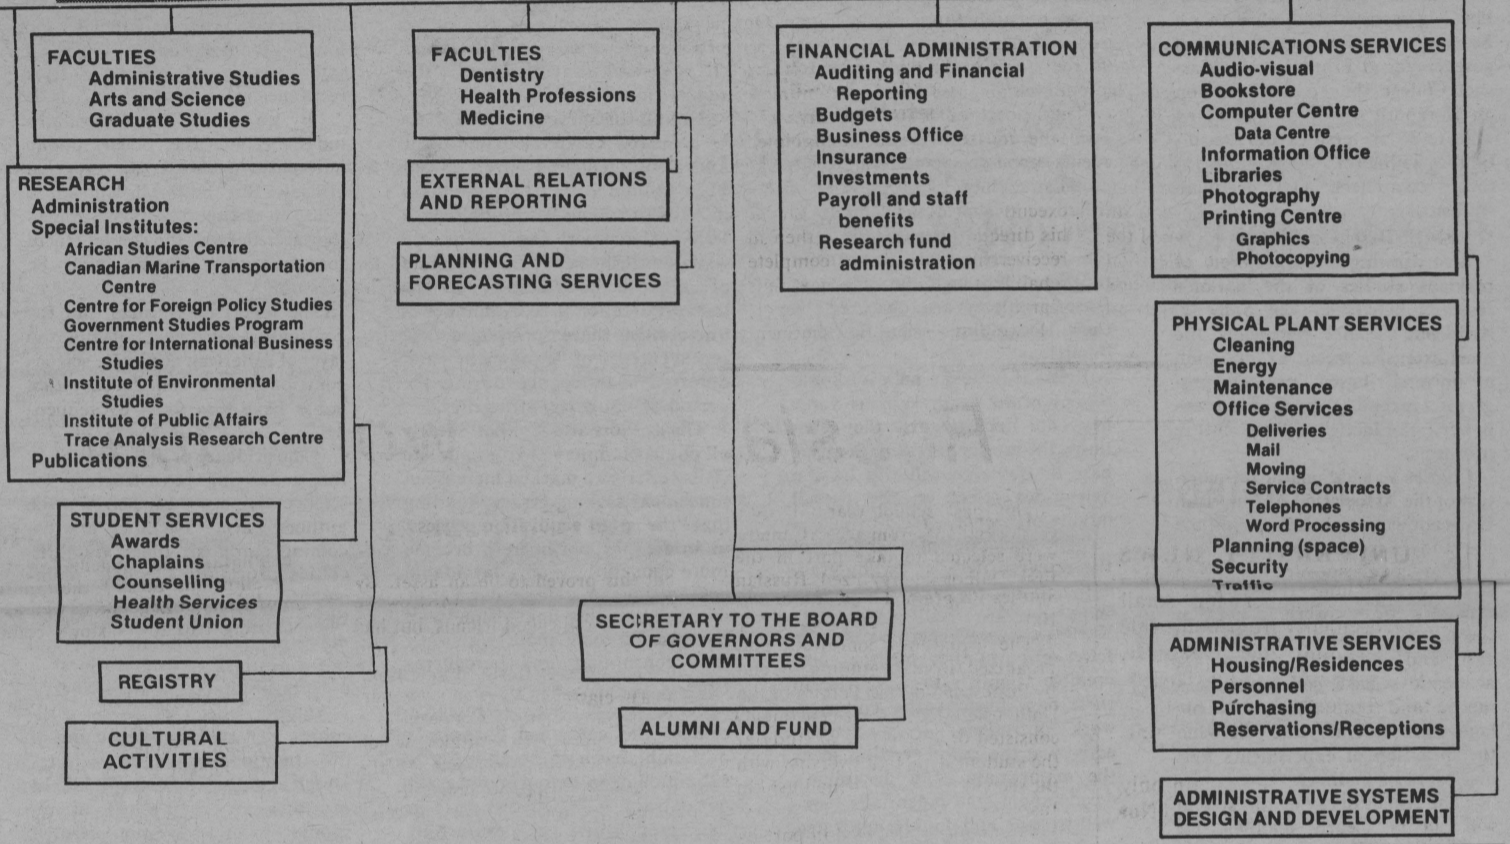 FACULTIES
Administrative Studies
Arts and Science
Graduate Studies
RESEARCH
Administration
Special Institutes:
African Studies Centre
Canadian Marine Transportation
Centre
Centre for Foreign Policy Studies
Government Studies Program
Centre for International Business
Studies
Institute of Environmental
Studies
Institute of Public Affairs
Trace Analysis Research Centre
Publications
STUDENT SERVICES
Awards
Chaplains
Counselling
Health Services
Student Union
REGISTRY
CULTURAL
ACTIVITIES
FACULTIES
Dentistry
Health Professions
Medicine
EXTERNAL RELATIONS
AND REPORTING
PLANNING AND
FORECASTING SERVICES
SECRETARY TO THE BOARD
OF GOVERNORS AND
COMMITTEES
ALUMNI AND FUND
FINANCIAL ADMINISTRATION
Auditing and Financial
Reporting
Budgets
Business Office
Insurance
Investments
Payroll and staff
benefits
Research fund
administration
COMMUNICATIONS SERVICES
Audio-visual
Bookstore
Computer Centre
Data Centre
Information Office
Libraries
Photography
Printing Centre
Graphics
Photocopying
PHYSICAL PLANT SERVICES
Cleaning
Energy
Maintenance
Office Services
Deliveries
Mail
Moving
Service Contracts
Telephones
Word Processing
Planning (space)
Security
Traffic
ADMINISTRATIVE SERVICES
Housing/Residences
Personnel
Purchasing
Reservations/Receptions
ADMINISTRATIVE SYSTEMS
DESIGN AND DEVELOPMENT